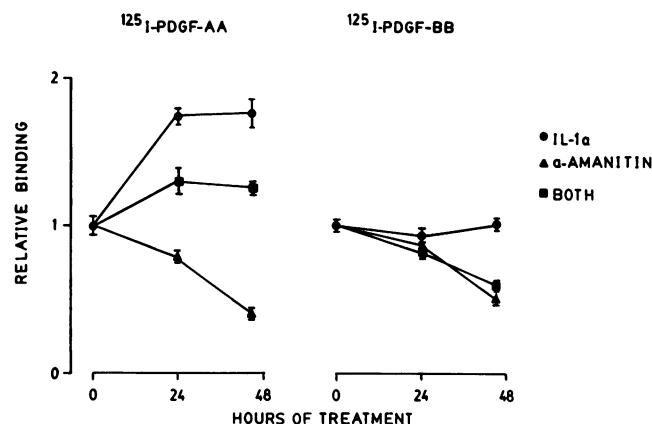 ¹²⁵I-PDGF-AA
¹²⁵I-PDGF-BB
RELATIVE BINDING
2
1
0
0 24 48
0 24 48
HOURS OF TREATMENT
IL-1α
α-AMANITIN
BOTH